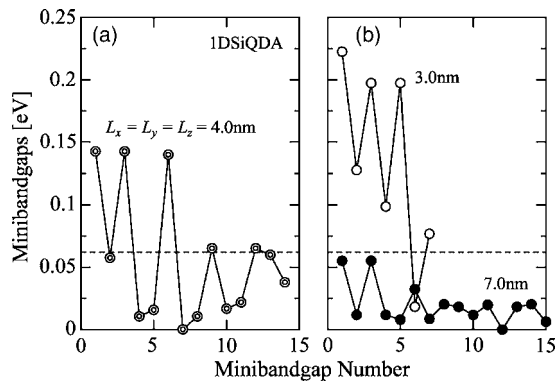 (a)
1DSiQDA
(b)
Minibandgaps [eV]
0.25
0.2
0.15
0.1
0.05
0
Lx = Ly = Lz = 4.0nm
3.0nm
7.0nm
0 5 10 15
0 5 10 15
Minibandgap Number